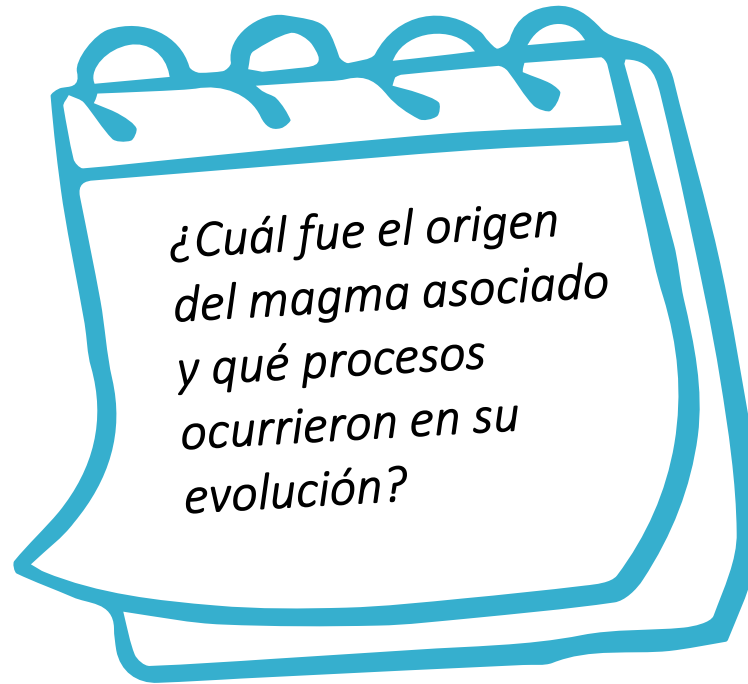 ¿Cuál fue el origen
del magma asociado
y qué procesos
ocurrieron en su
evolución?